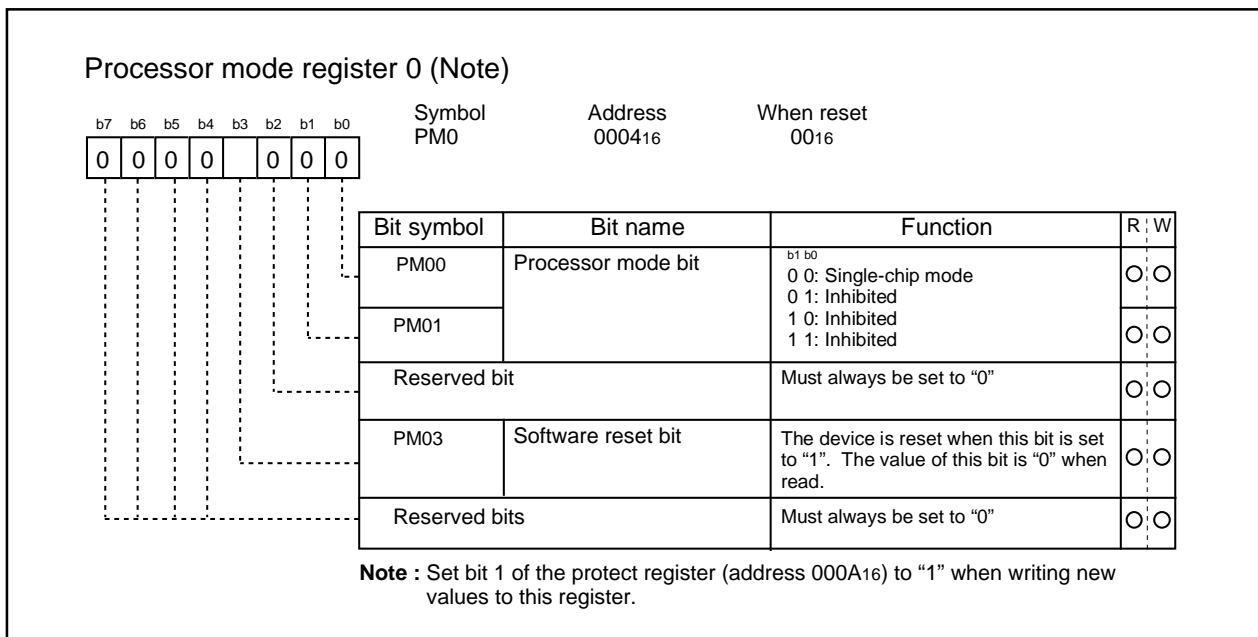 Processor mode register 0 (Note)
Symbol Address When reset
PM0 000416 0016
b7 b6 b5 b4 b3 b2 b1 b0
0 0 0 0 0 0 0
Bit symbol Bit name Function R W
PM00 Processor mode bit b1 b0
0 0: Single-chip mode
0 1: Inhibited
PM01 1 0: Inhibited
1 1: Inhibited
Reserved bit Must always be set to “0”
PM03 Software reset bit The device is reset when this bit is set
to “1”. The value of this bit is “0” when
read.
Reserved bits Must always be set to “0”
Note : Set bit 1 of the protect register (address 000A16) to “1” when writing new
values to this register.